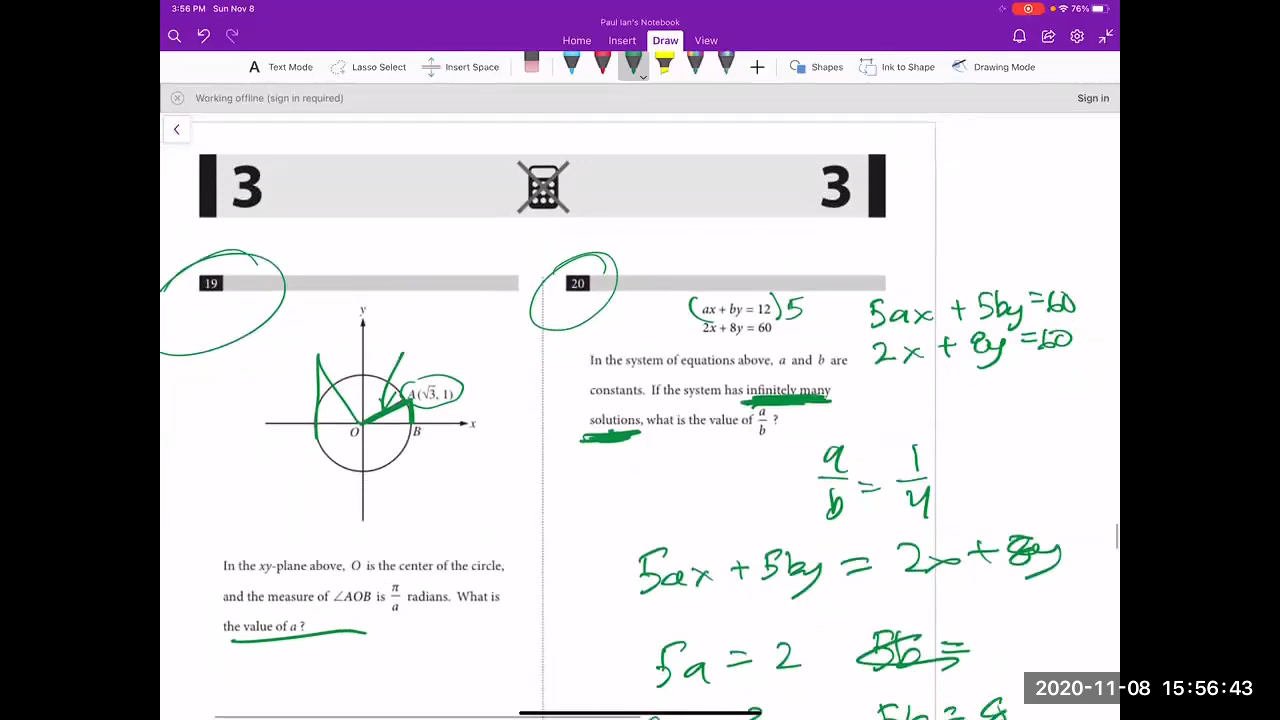 3:56 PM Sun Nov 8
76%
Paul Ian's Notebook
Home Insert Draw View
A Text Mode Lasso Select Insert Space Shapes Ink to Shape Drawing Mode
Working offline (sign in required) Sign in
3 3
19
y
A(√3, 1)
O B x
In the xy-plane above, O is the center of the circle,
and the measure of ∠AOB is π/a radians. What is
the value of a ?
20
(ax + by = 12)5
2x + 8y = 60
5ax + 5by = 60
2x + 8y = 60
In the system of equations above, a and b are
constants. If the system has infinitely many
solutions, what is the value of a/b ?
a/b = 1/4
5ax + 5by = 2x + 8y
5a = 2 5b =
5b = 8
2020-11-08 15:56:43